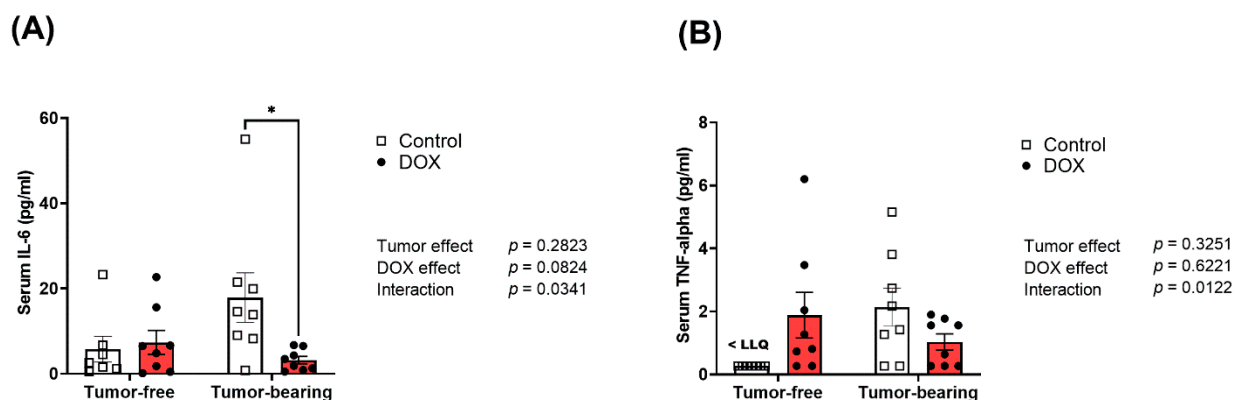 (A)
Serum IL-6 (pg/ml)
60
40
20
0
*
Tumor-free
Tumor-bearing
Control
DOX
Tumor effect p = 0.2823
DOX effect p = 0.0824
Interaction p = 0.0341
(B)
Serum TNF-alpha (pg/ml)
8
6
4
2
0
< LLQ
Tumor-free
Tumor-bearing
Control
DOX
Tumor effect p = 0.3251
DOX effect p = 0.6221
Interaction p = 0.0122